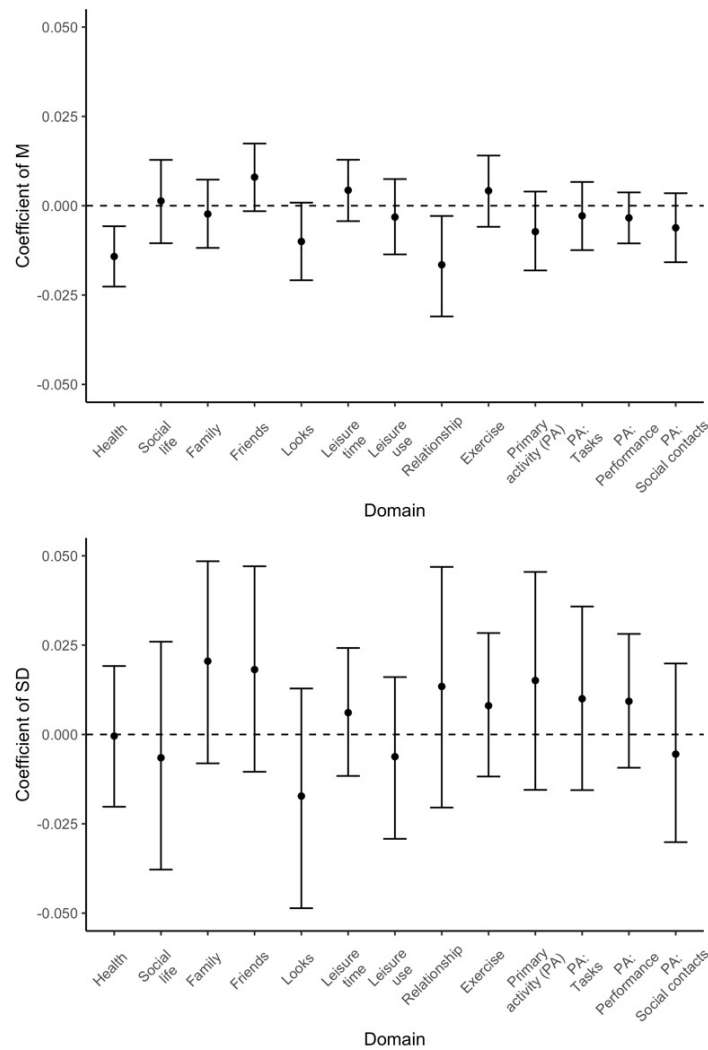 0.050
0.025
0.000
-0.025
-0.050
Coefficient of M
Health
Social
life
Family
Friends
Looks
Leisure
time
Leisure
use
Relationship
Exercise
Primary
activity (PA)
PA:
Tasks
PA:
Performance
PA:
Social contacts
Domain
0.050
0.025
0.000
-0.025
-0.050
Coefficient of SD
Health
Social
life
Family
Friends
Looks
Leisure
time
Leisure
use
Relationship
Exercise
Primary
activity (PA)
PA:
Tasks
PA:
Performance
PA:
Social contacts
Domain